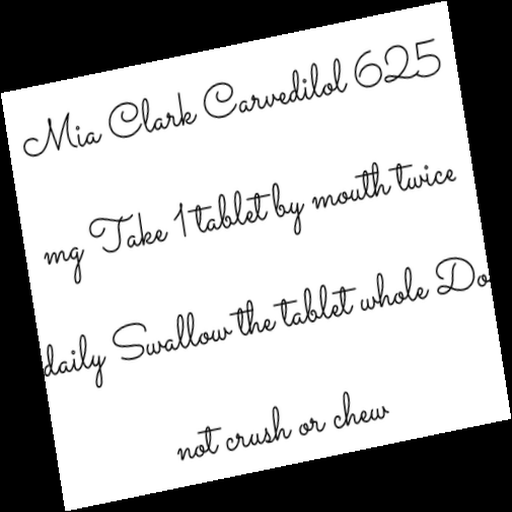 Mia Clark Carvedilol 625
mg Take 1 tablet by mouth twice
daily Swallow the tablet whole Do
not crush or chew